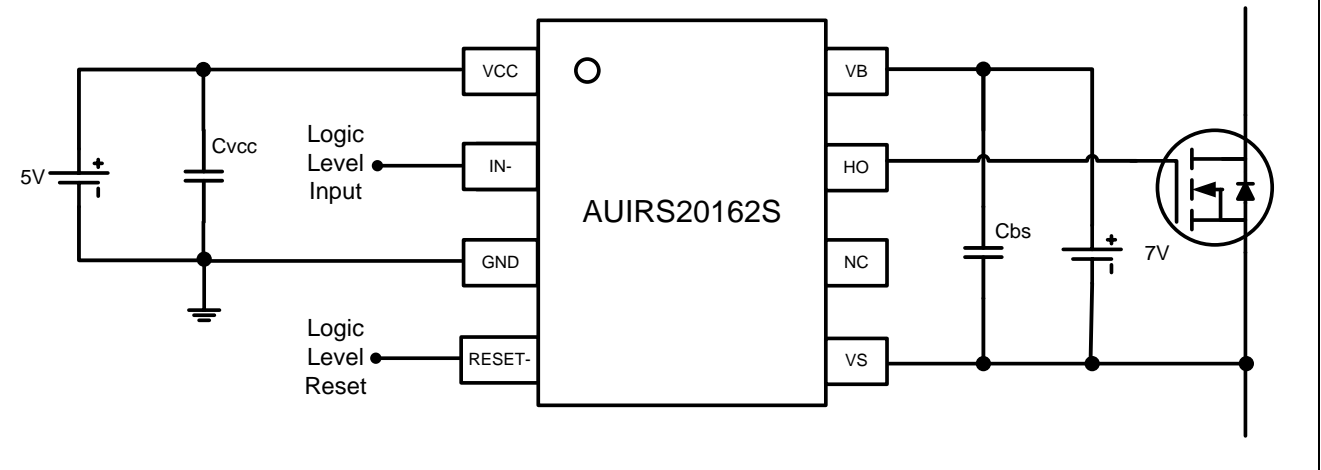 VCC
VB
Logic
Level
Input
Cvcc
IN-
HO
5V
+
-
AUIRS20162S
GND
NC
Cbs
+
-
7V
Logic
Level
Reset
RESET-
VS